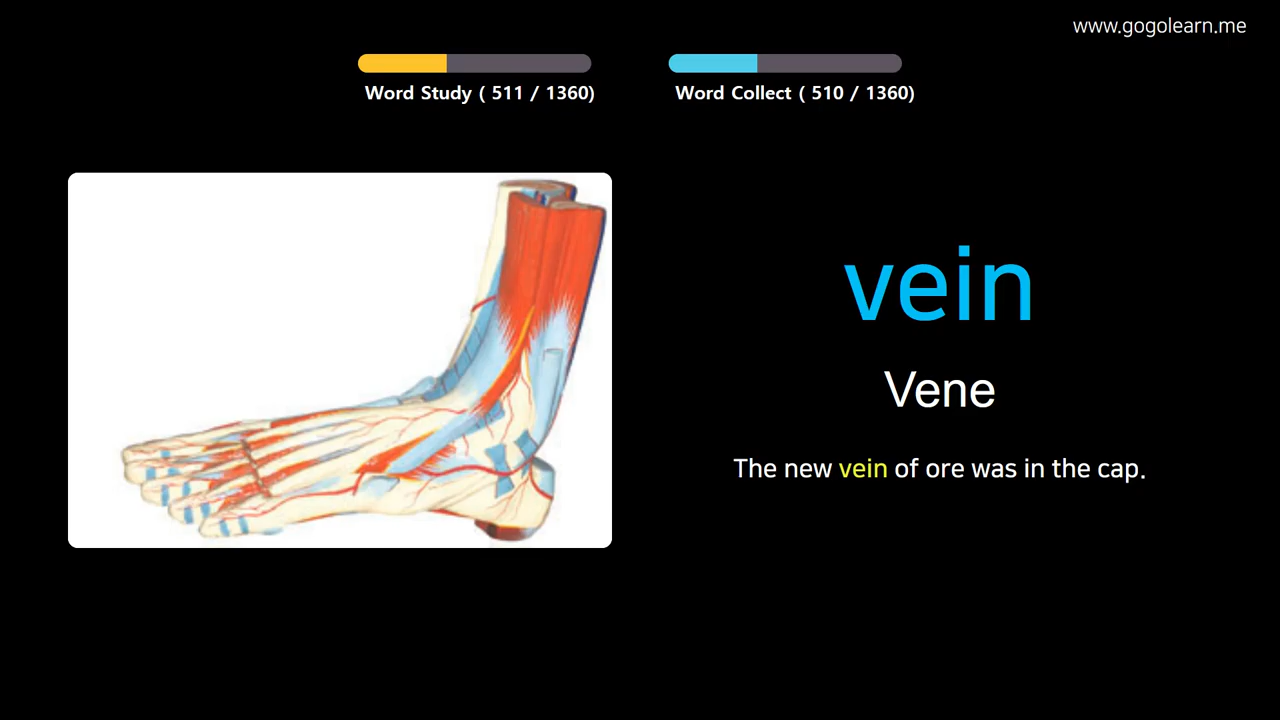 www.gogolearn.me
Word Study ( 511 / 1360)
Word Collect ( 510 / 1360)
vein
Vene
The new vein of ore was in the cap.